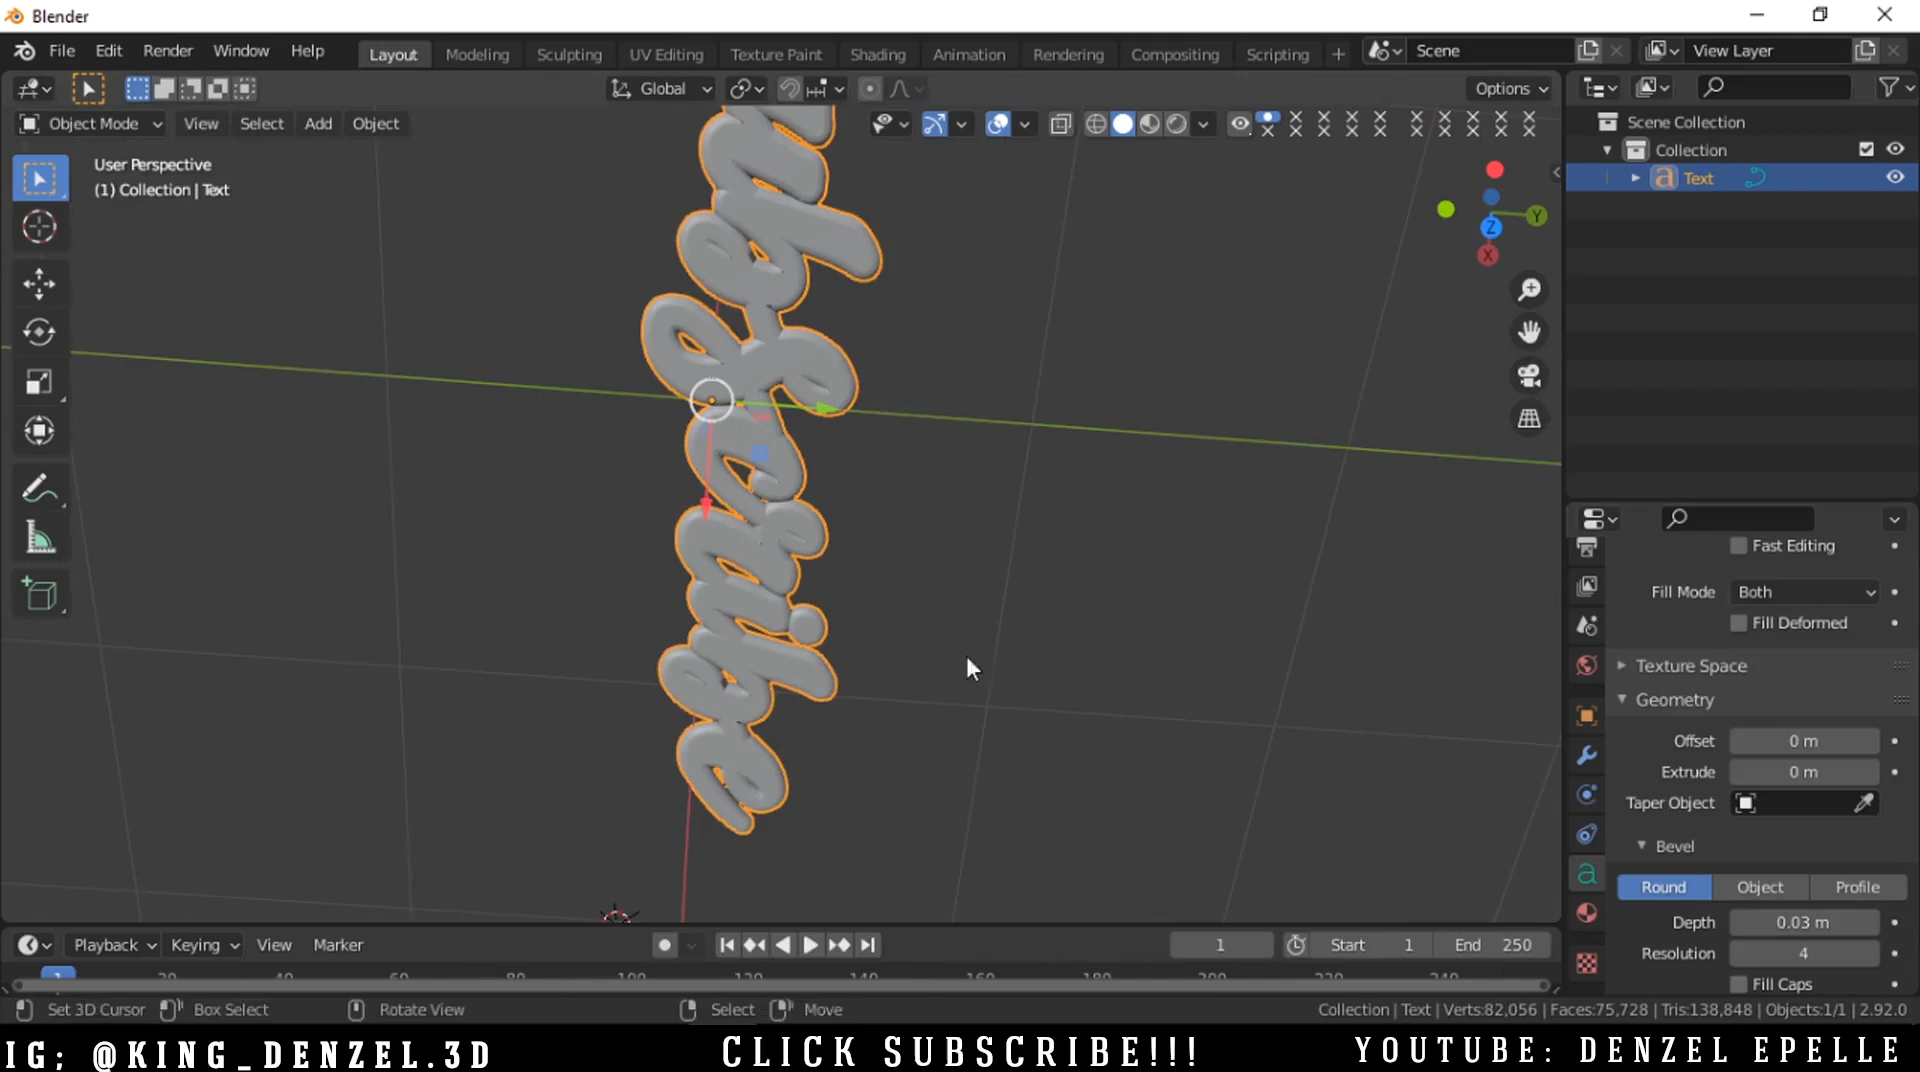 Blender
File Edit Render Window Help Layout Modeling Sculpting UV Editing Texture Paint Shading Animation Rendering Compositing Scripting + Scene View Layer
Global Options
Object Mode View Select Add Object
Scene Collection
Collection
Text
User Perspective
(1) Collection | Text
X
Y
Z
Fast Editing
Fill Mode Both
Fill Deformed
Texture Space
Geometry
Offset 0 m
Extrude 0 m
Taper Object
Bevel
Round Object Profile
Depth 0.03 m
Resolution 4
Fill Caps
Playback Keying View Marker 1 Start 1 End 250
1
Set 3D Cursor Box Select Rotate View Select Move Collection | Text | Verts:82,056 | Faces:75,728 | Tris:138,848 | Objects:1/1 | 2.92.0
IG; @KING_DENZEL.3D CLICK SUBSCRIBE!!! YOUTUBE: DENZEL EPELLE